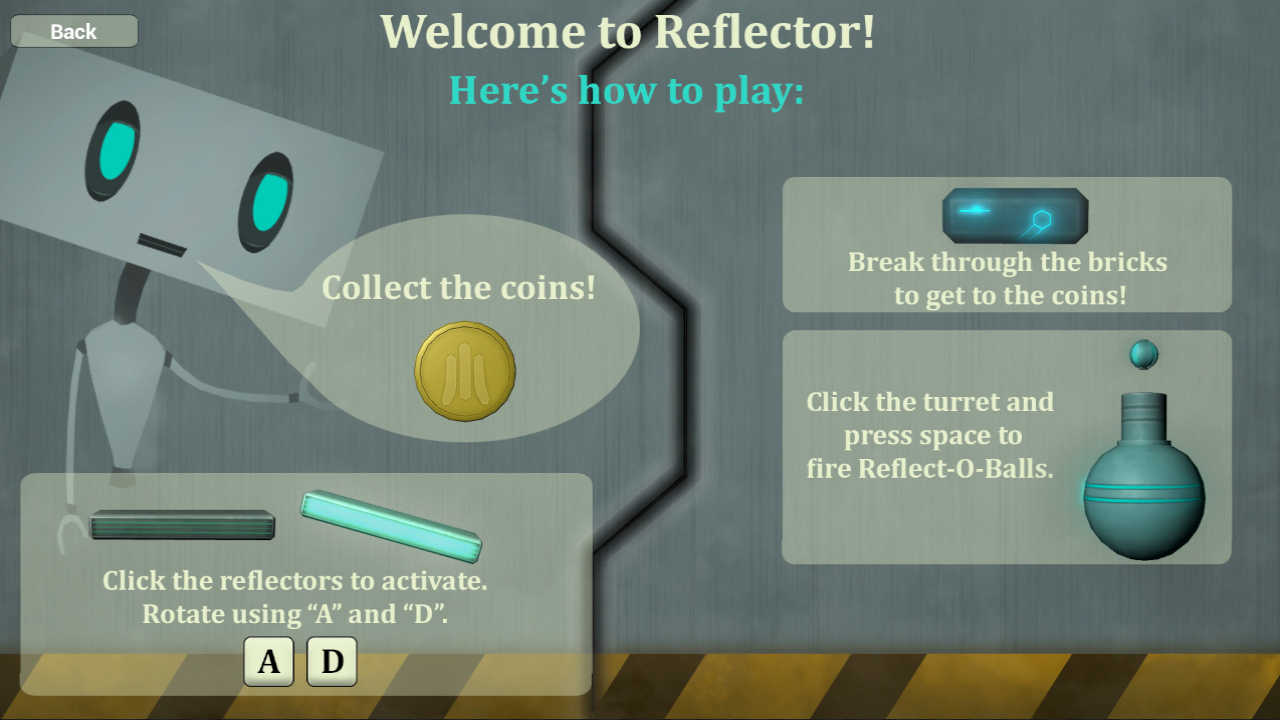 Back
Welcome to Reflector!
Here’s how to play:
Collect the coins!
Break through the bricks
to get to the coins!
Click the turret and
press space to
fire Reflect-O-Balls.
Click the reflectors to activate.
Rotate using “A” and “D”.
A D